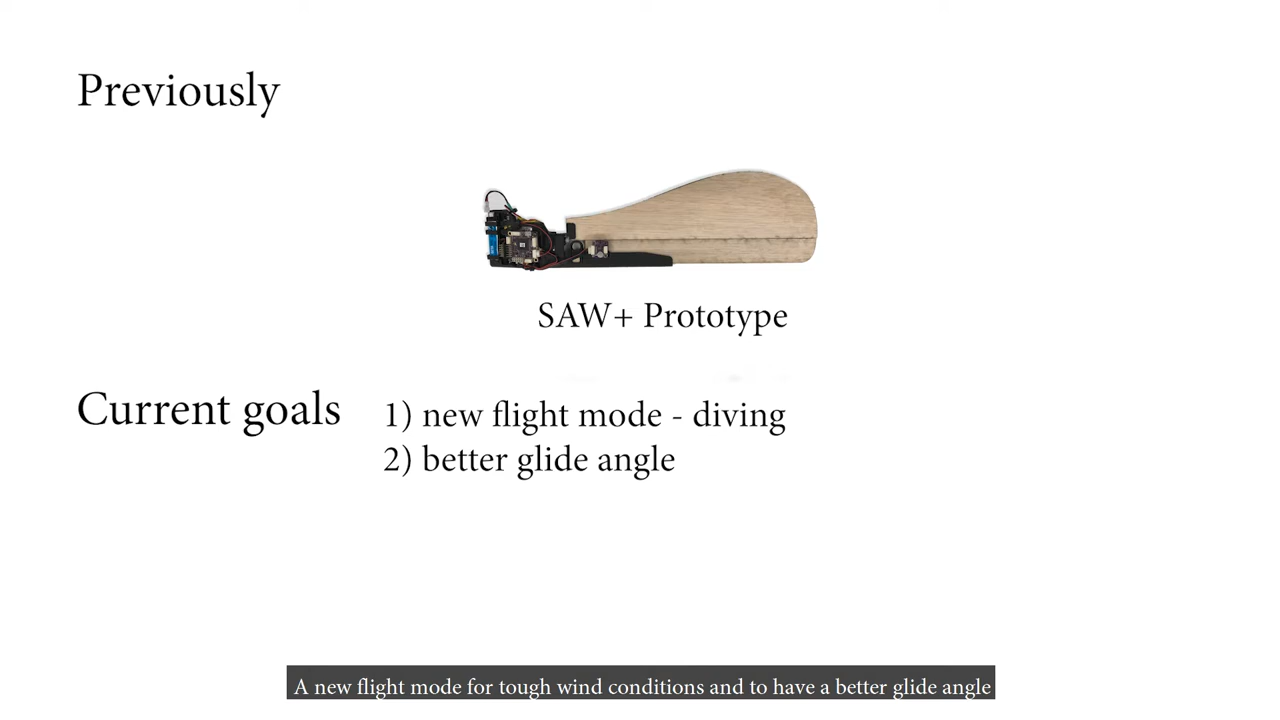 Previously
SAW+ Prototype
Current goals
1) new flight mode - diving
2) better glide angle
A new flight mode for tough wind conditions and to have a better glide angle